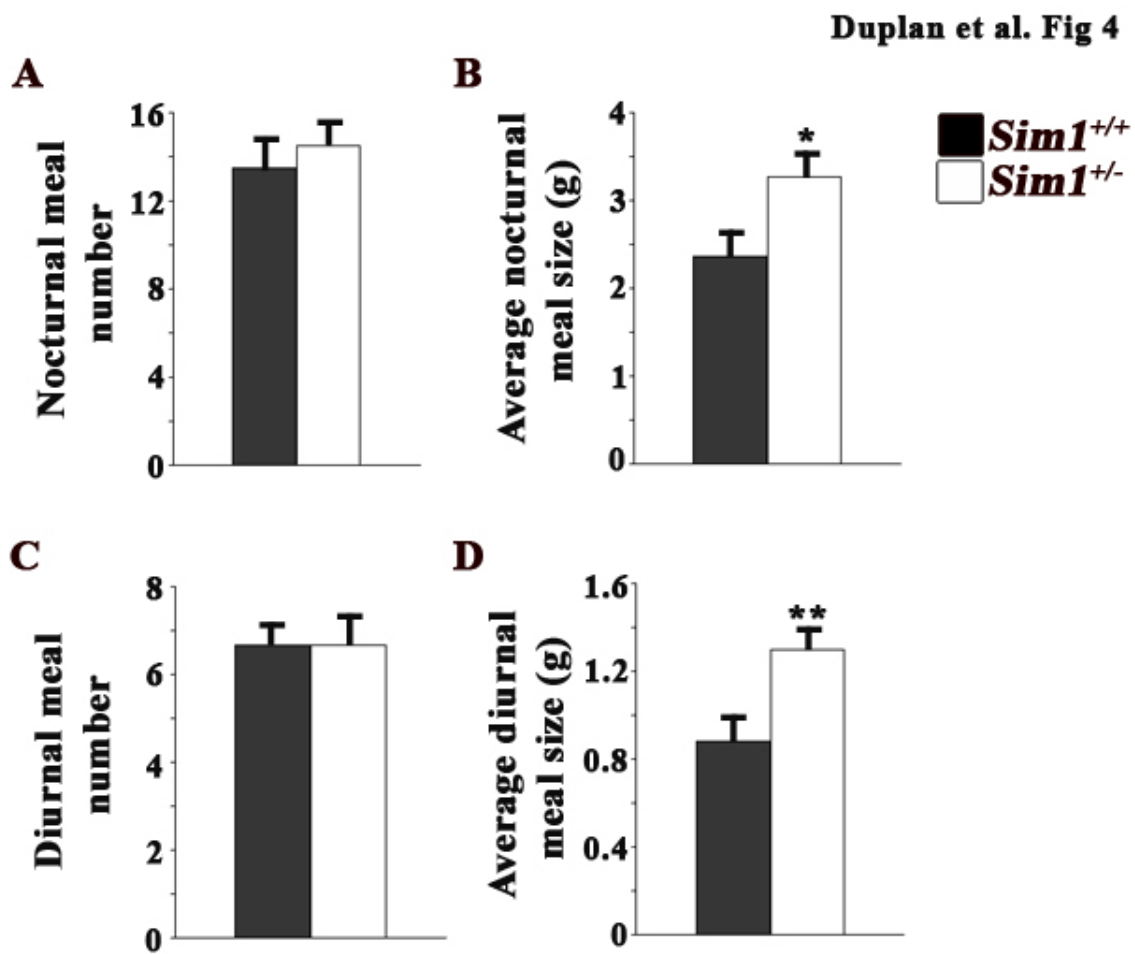 Duplan et al. Fig 4
A
Nocturnal meal
number
16
12
8
4
0
B
Average nocturnal
meal size (g)
4
3
2
1
0
*
Sim1+/+
Sim1+/-
C
Diurnal meal
number
8
6
4
2
0
D
Average diurnal
meal size (g)
1.6
1.2
0.8
0.4
0
**